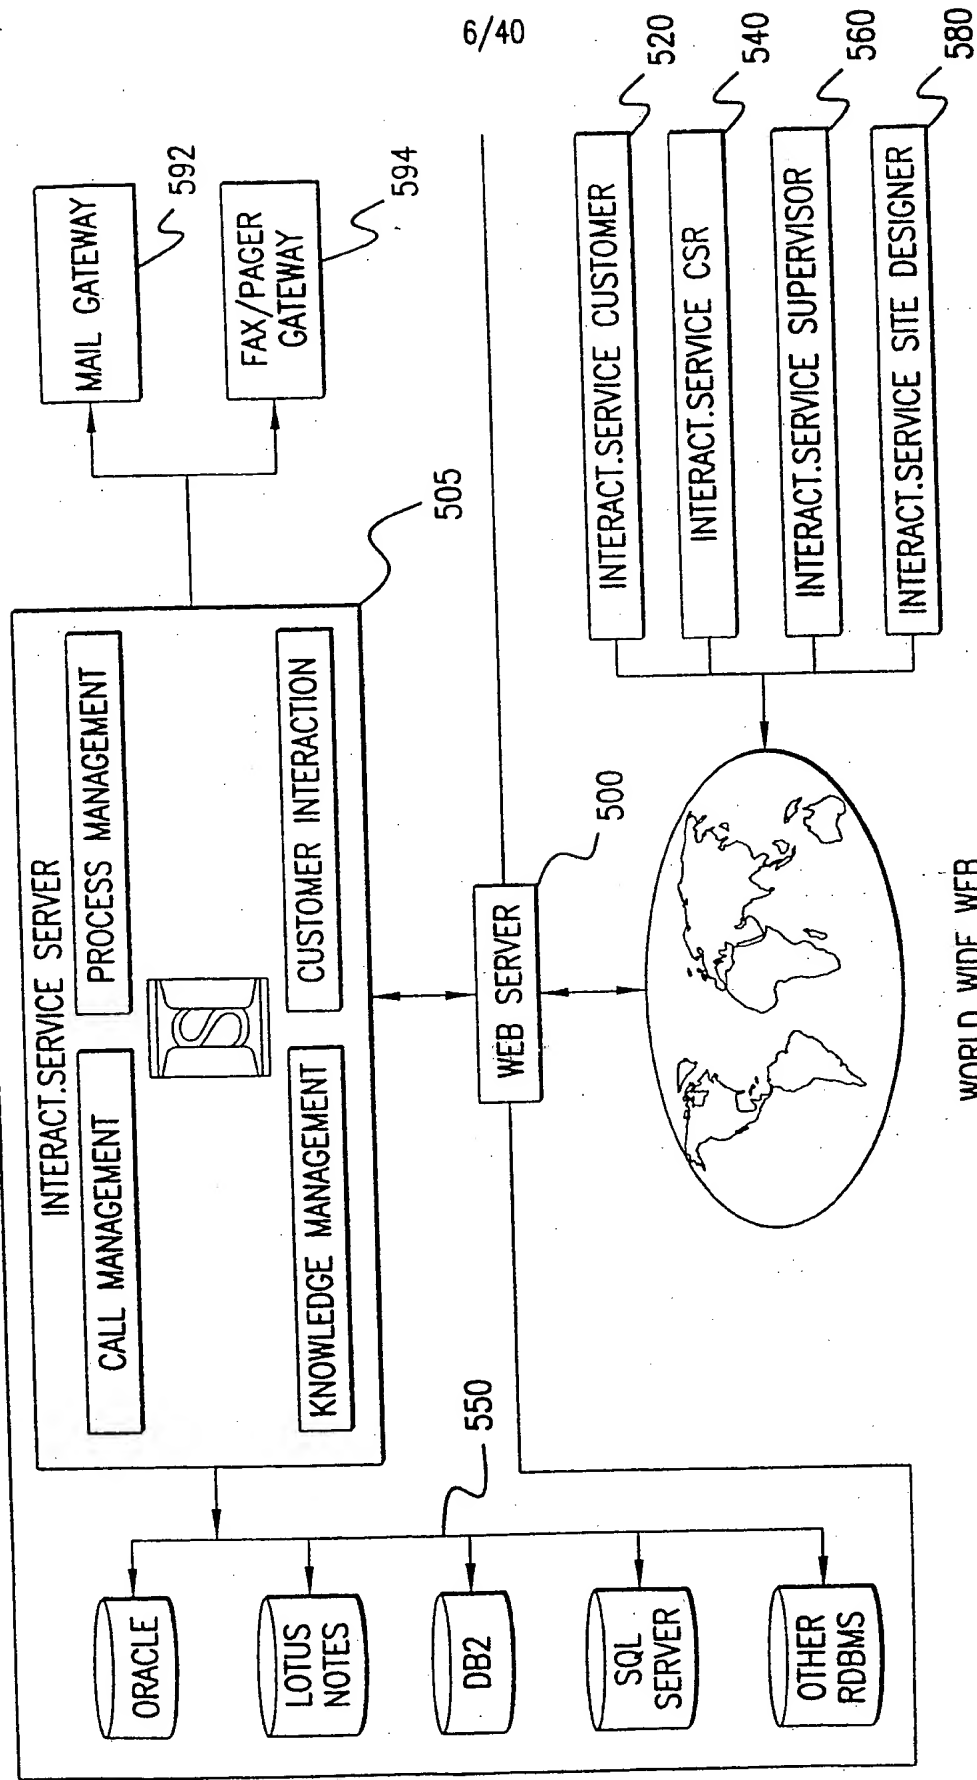 6/40
INTERACT.SERVICE SERVER
CALL MANAGEMENT
PROCESS MANAGEMENT
S
KNOWLEDGE MANAGEMENT
CUSTOMER INTERACTION
505
MAIL GATEWAY
592
FAX/PAGER
GATEWAY
594
ORACLE
LOTUS
NOTES
DB2
SQL
SERVER
OTHER
RDBMS
550
WEB SERVER
500
INTERACT.SERVICE CUSTOMER
520
INTERACT.SERVICE CSR
540
INTERACT.SERVICE SUPERVISOR
560
INTERACT.SERVICE SITE DESIGNER
580
WORLD WIDE WEB